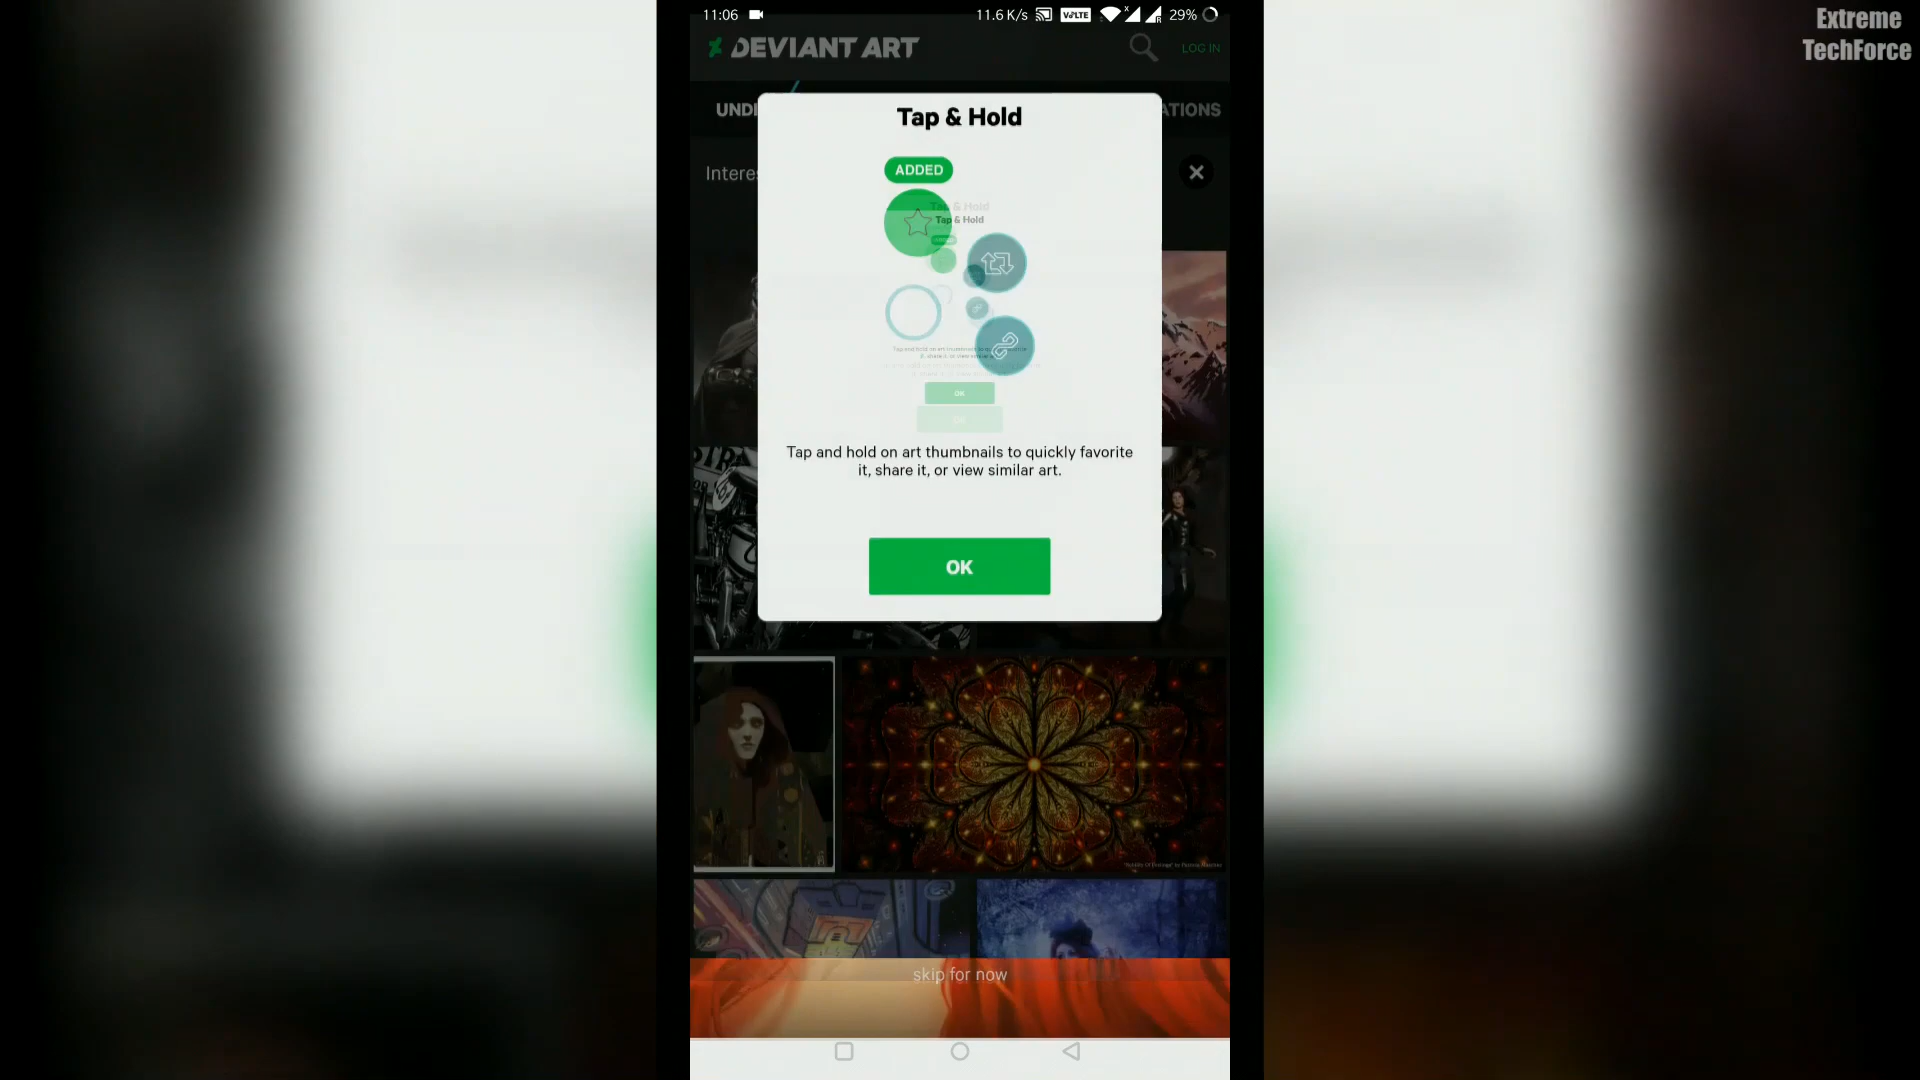 Extreme
TechForce
11:06 11.6 K/s VoLTE x R 29%
DEVIANT ART
LOG IN
UNDI
ATIONS
Tap & Hold
Interes
ADDED
Tap & Hold
Tap & Hold
OK
Tap and hold on art thumbnails to quickly favorite
it, share it, or view similar art.
OK
skip for now